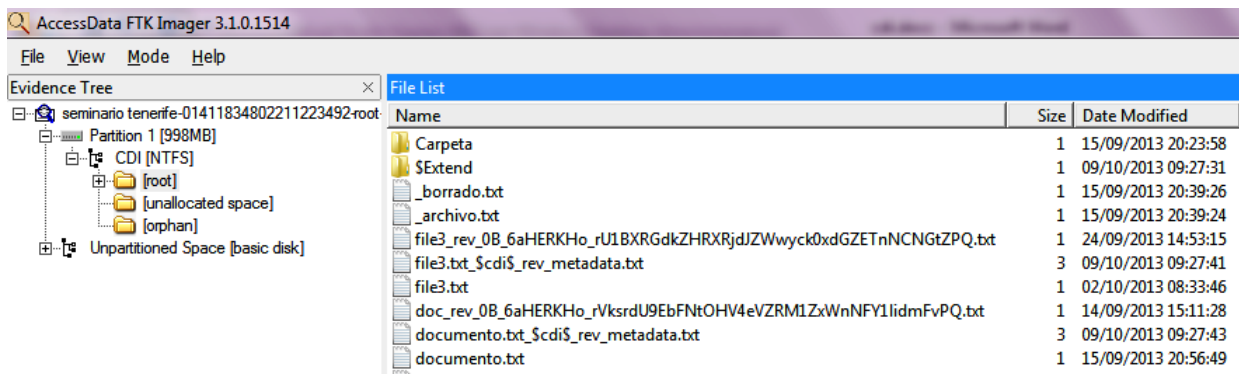 AccessData FTK Imager 3.1.0.1514
File View Mode Help
Evidence Tree
seminario tenerife-01411834802211223492-root-
Partition 1 [998MB]
CDI [NTFS]
[root]
[unallocated space]
[orphan]
Unpartitioned Space [basic disk]
File List
Name Size Date Modified
Carpeta 1 15/09/2013 20:23:58
$Extend 1 09/10/2013 09:27:31
_borrado.txt 1 15/09/2013 20:39:26
_archivo.txt 1 15/09/2013 20:39:24
file3_rev_0B_6aHERKHo_rU1BXRGdkZHRXRjdJZWwyck0xdGZETnNCNGtZPQ.txt 1 24/09/2013 14:53:15
file3.txt_$cdi$_rev_metadata.txt 3 09/10/2013 09:27:41
file3.txt 1 02/10/2013 08:33:46
doc_rev_0B_6aHERKHo_rVksrdU9EbFNtOHV4eVZRM1ZxWnNFY1lidmFvPQ.txt 1 14/09/2013 15:11:28
documento.txt_$cdi$_rev_metadata.txt 3 09/10/2013 09:27:43
documento.txt 1 15/09/2013 20:56:49